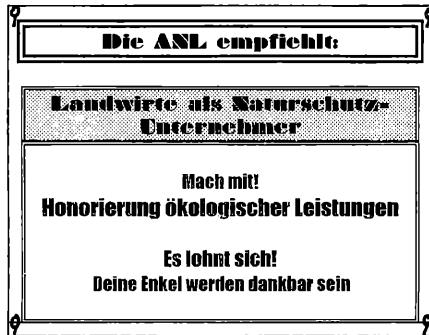 Die ANL empfiehlt:
Landwirte als Naturschutz-
Unternehmer
Mach mit!
Honorierung ökologischer Leistungen
Es lohnt sich!
Deine Enkel werden dankbar sein